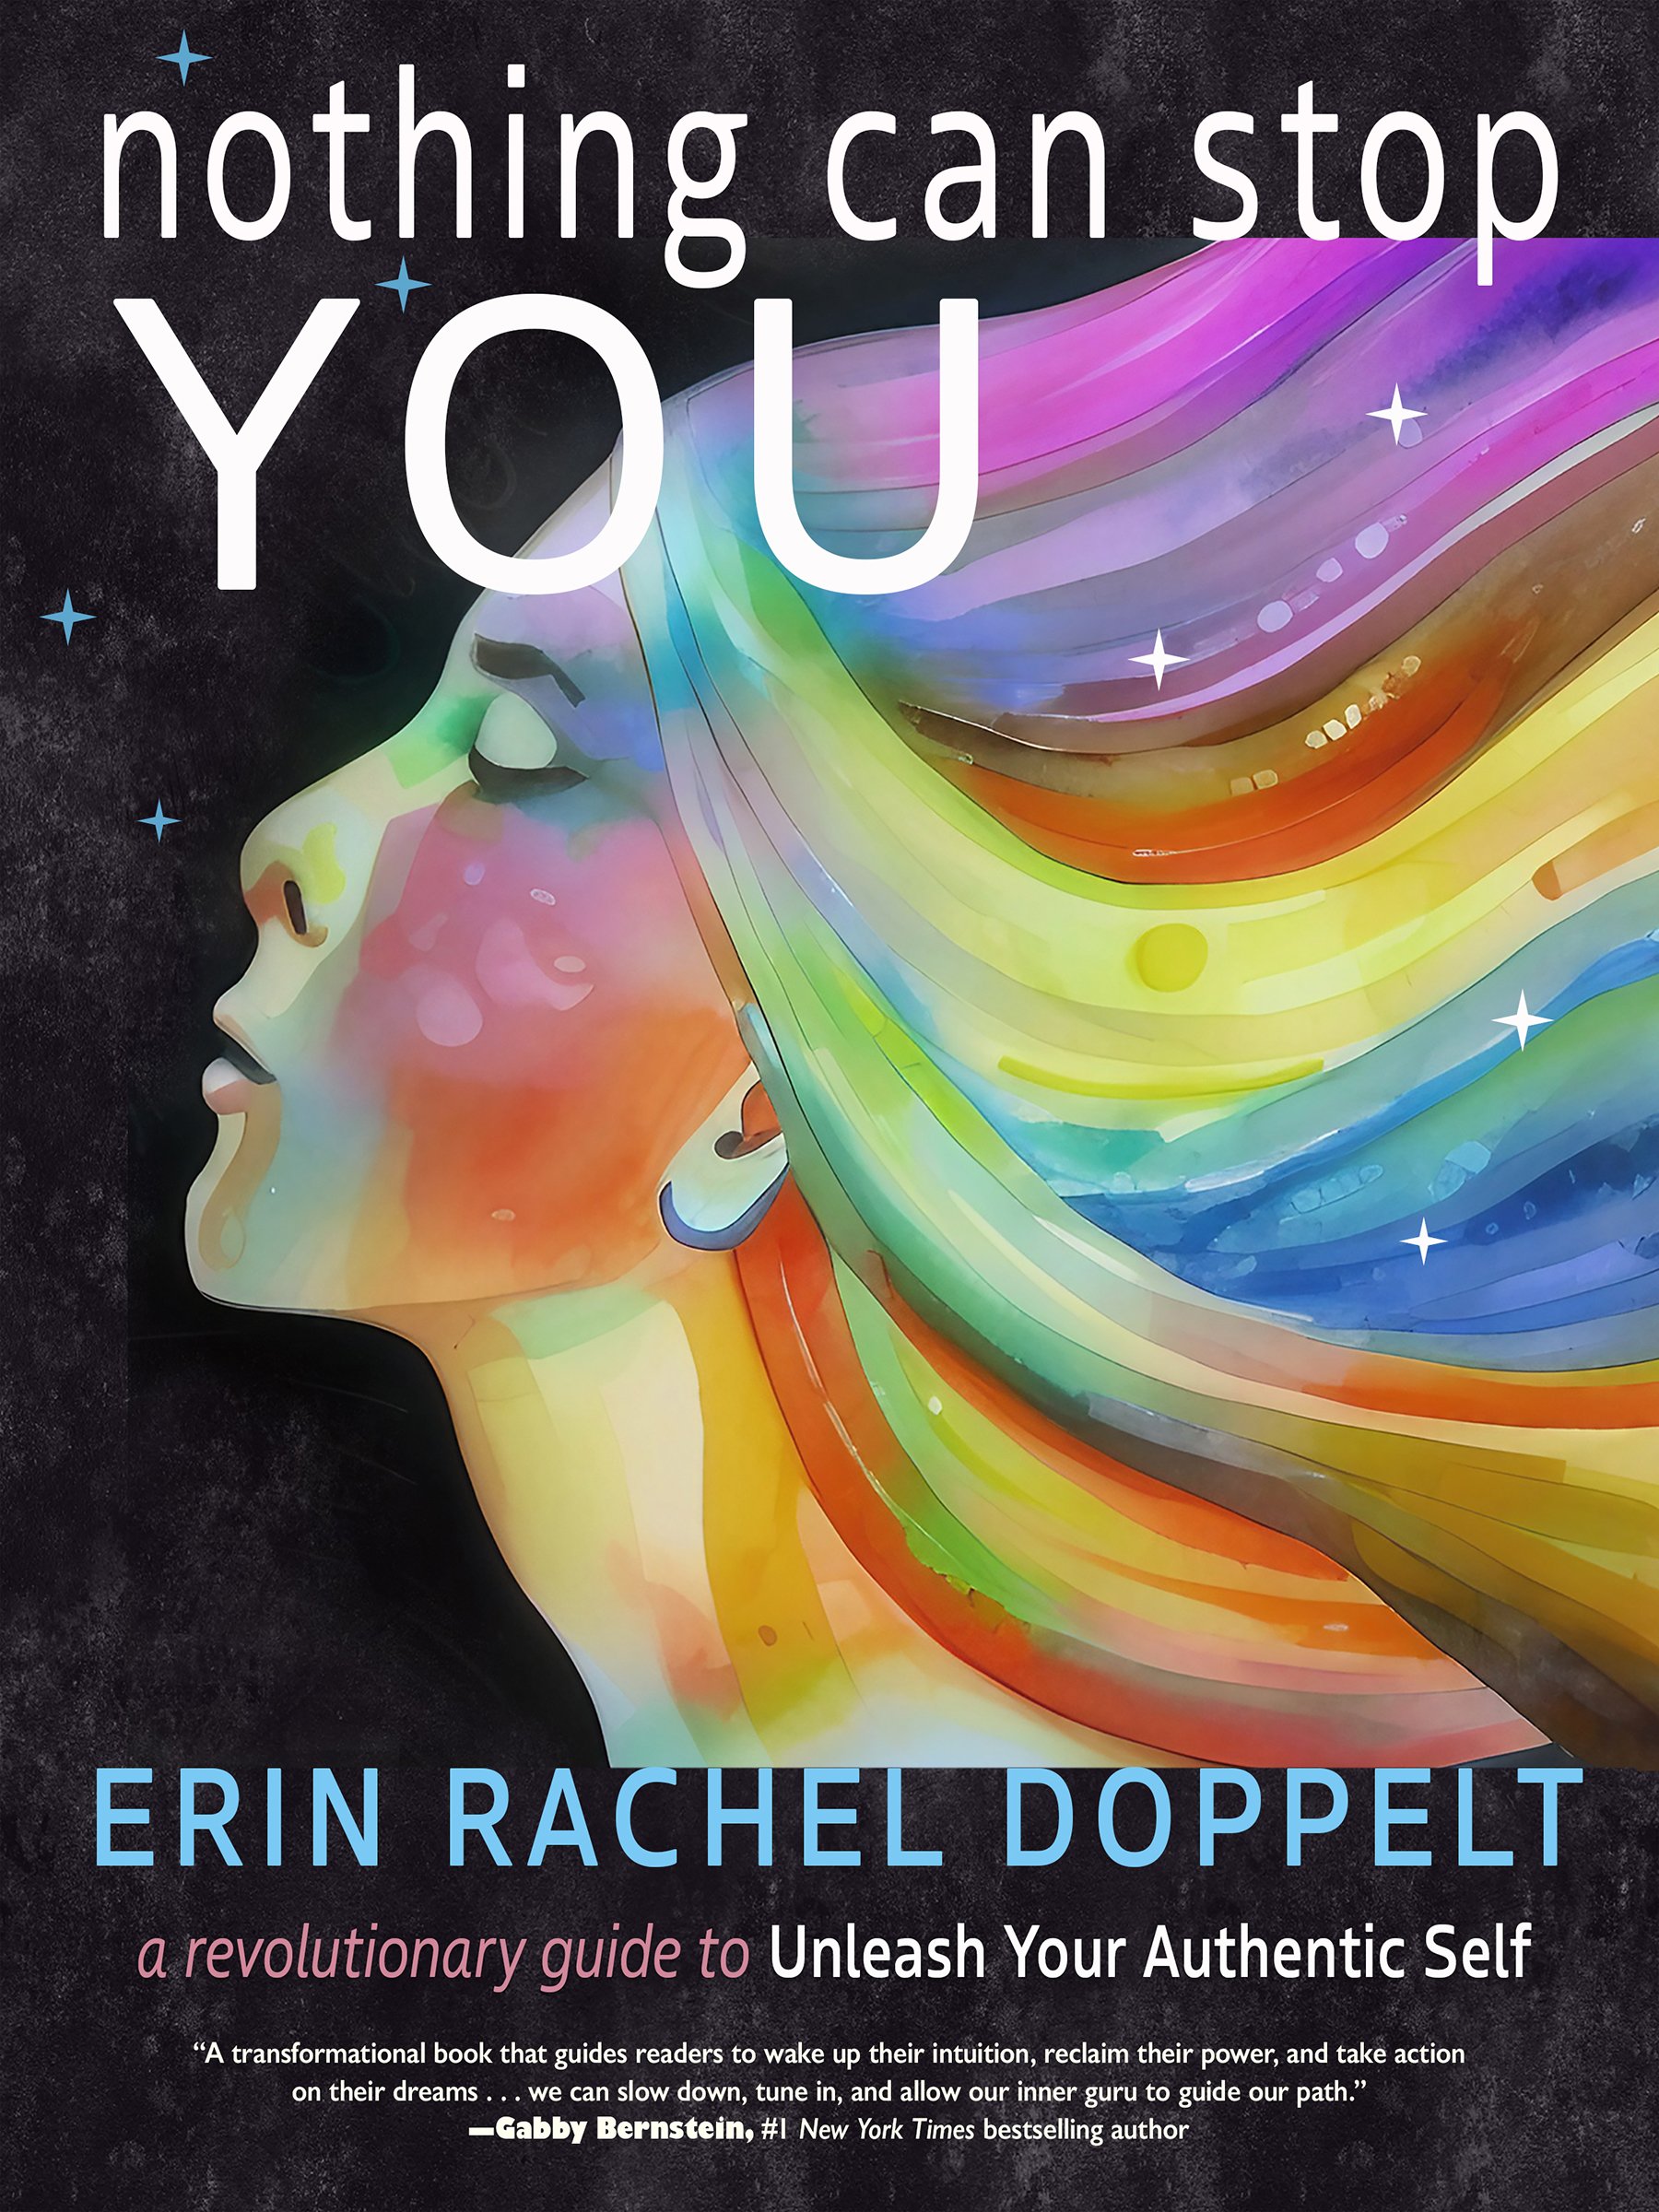 nothing can stop
YOU
ERIN RACHEL DOPPELT
a revolutionary guide to Unleash Your Authentic Self
“A transformational book that guides readers to wake up their intuition, reclaim their power, and take action
on their dreams . . . we can slow down, tune in, and allow our inner guru to guide our path.”
—Gabby Bernstein, #1 New York Times bestselling author